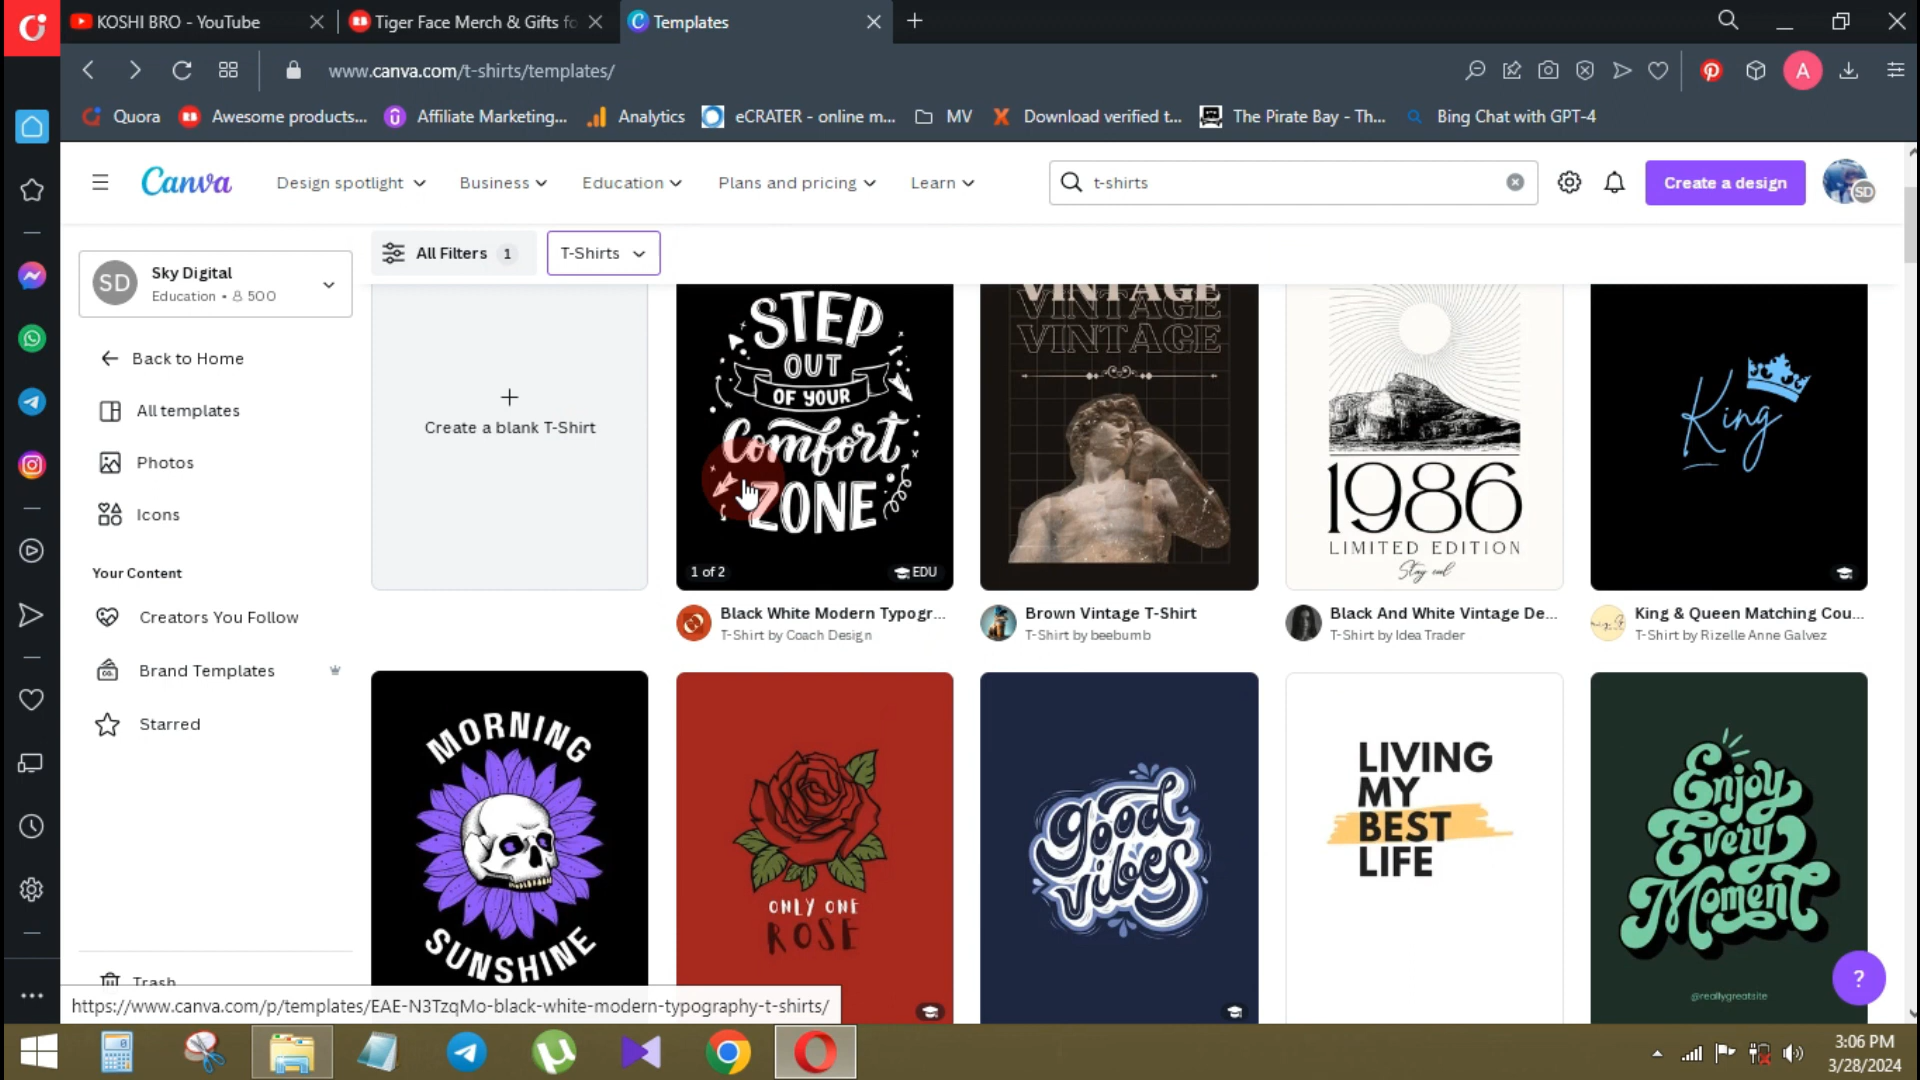 KOSHI BRO - YouTube
Tiger Face Merch & Gifts fo
Templates
www.canva.com/t-shirts/templates/
A
Quora
Awesome products...
Affiliate Marketing...
Analytics
eCRATER - online m...
MV
Download verified t...
The Pirate Bay - Th...
Bing Chat with GPT-4
Canva
Design spotlight
Business
Education
Plans and pricing
Learn
t-shirts
Create a design
SD
SD
Sky Digital
Education • 500
All Filters 1
T-Shirts
Back to Home
All templates
Photos
Icons
Your Content
Creators You Follow
Brand Templates
Starred
Trash
+
Create a blank T-Shirt
STEP
OUT
OF YOUR
Comfort
ZONE
1 of 2
EDU
Black White Modern Typogr...
T-Shirt by Coach Design
VINTAGE
VINTAGE
VINTAGE
Brown Vintage T-Shirt
T-Shirt by beebumb
1986
LIMITED EDITION
Stay cool
Black And White Vintage De...
T-Shirt by Idea Trader
King
King & Queen Matching Cou...
T-Shirt by Rizelle Anne Galvez
MORNING
SUNSHINE
ONLY ONE
ROSE
good
vibes
LIVING
MY
BEST
LIFE
Enjoy
Every
Moment
@reallygreatsite
?
https://www.canva.com/p/templates/EAE-N3TzqMo-black-white-modern-typography-t-shirts/
3:06 PM
3/28/2024